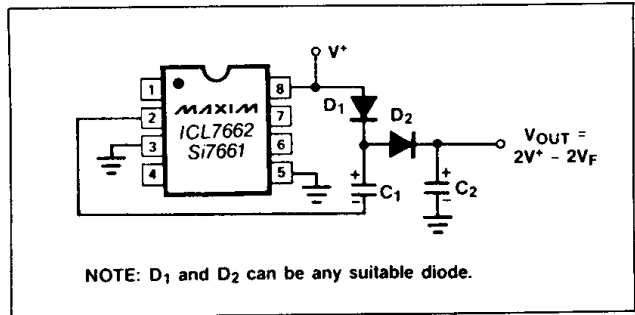 V⁺
1
8
2
MAXIM
7
ICL7662
3
Si7661
6
4
5
D₁
D₂
VOUT =
2V⁺ – 2VF
+
–
C₁
+
–
C₂
NOTE: D₁ and D₂ can be any suitable diode.